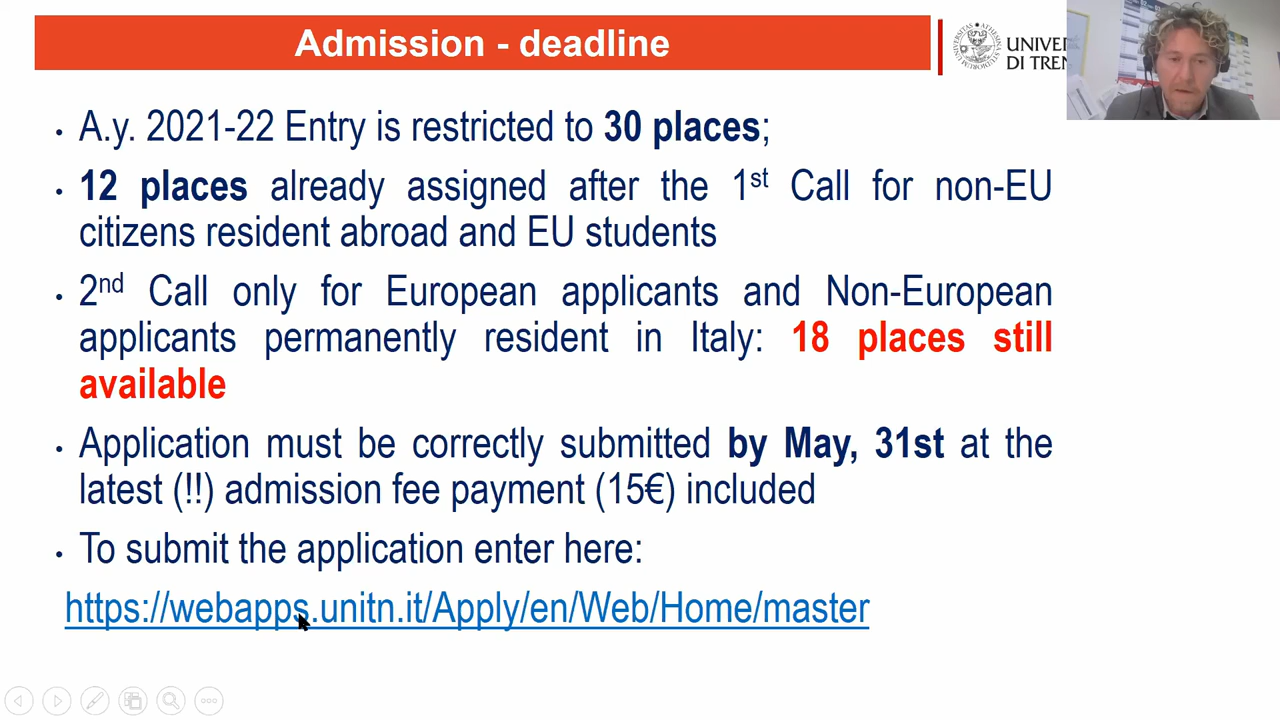 Admission - deadline
UNIVER
DI TREN
• A.y. 2021-22 Entry is restricted to 30 places;
• 12 places already assigned after the 1st Call for non-EU
citizens resident abroad and EU students
• 2nd Call only for European applicants and Non-European
applicants permanently resident in Italy: 18 places still
available
• Application must be correctly submitted by May, 31st at the
latest (!!) admission fee payment (15€) included
• To submit the application enter here:
https://webapps.unitn.it/Apply/en/Web/Home/master